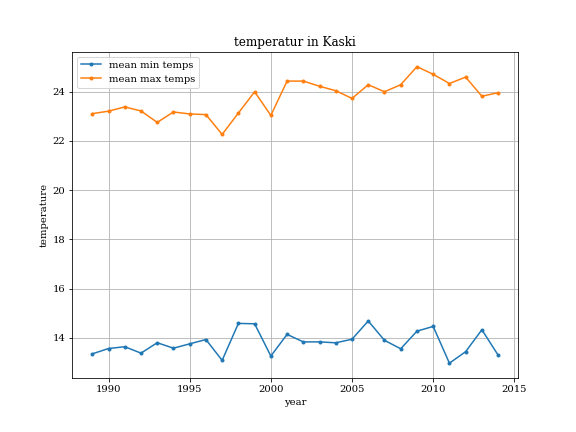 temperatur in Kaski
mean min temps
mean max temps
temperature
24
22
20
18
16
14
1990 1995 2000 2005 2010 2015
year